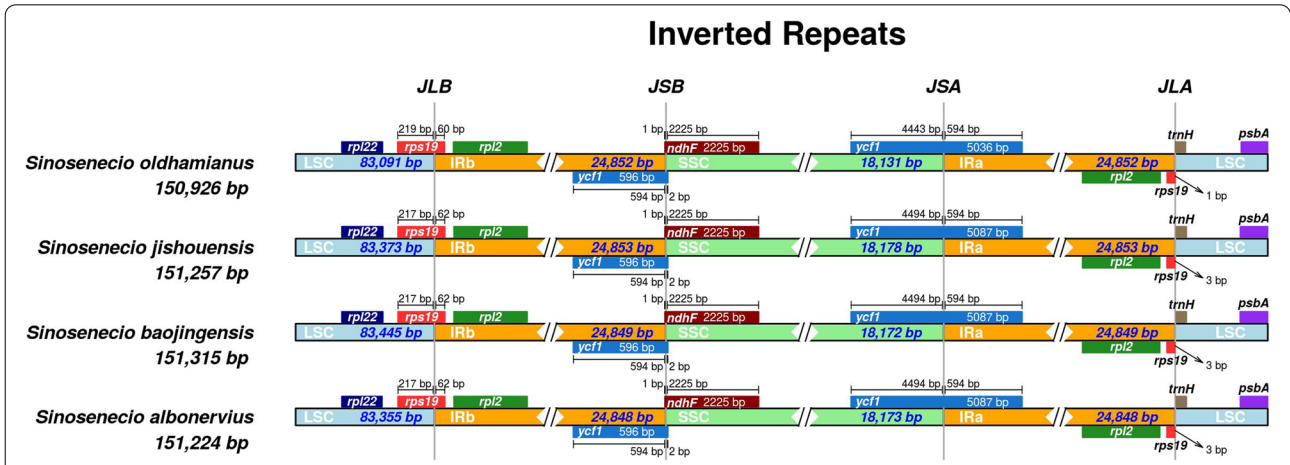 Inverted Repeats
JLB JSB JSA JLA
219 bp 60 bp 1 bp 2225 bp 4443 bp 594 bp trnH psbA
rpl22 rps19 rpl2 ndhF 2225 bp ycf1 5036 bp
Sinosenecio oldhamianus LSC 83,091 bp IRb 24,852 bp SSC 18,131 bp IRa 24,852 bp LSC
150,926 bp ycf1 596 bp rpl2 rps19 1 bp
594 bp 2 bp
217 bp 62 bp 1 bp 2225 bp 4494 bp 594 bp trnH psbA
rpl22 rps19 rpl2 ndhF 2225 bp ycf1 5087 bp
Sinosenecio jishouensis LSC 83,373 bp IRb 24,853 bp SSC 18,178 bp IRa 24,853 bp LSC
151,257 bp ycf1 596 bp rpl2 rps19 3 bp
594 bp 2 bp
217 bp 62 bp 1 bp 2225 bp 4494 bp 594 bp trnH psbA
rpl22 rps19 rpl2 ndhF 2225 bp ycf1 5087 bp
Sinosenecio baojingensis LSC 83,445 bp IRb 24,849 bp SSC 18,172 bp IRa 24,849 bp LSC
151,315 bp ycf1 596 bp rpl2 rps19 3 bp
594 bp 2 bp
217 bp 62 bp 1 bp 2225 bp 4494 bp 594 bp trnH psbA
rpl22 rps19 rpl2 ndhF 2225 bp ycf1 5087 bp
Sinosenecio albonervius LSC 83,355 bp IRb 24,848 bp SSC 18,173 bp IRa 24,848 bp LSC
151,224 bp ycf1 596 bp rpl2 rps19 3 bp
594 bp 2 bp